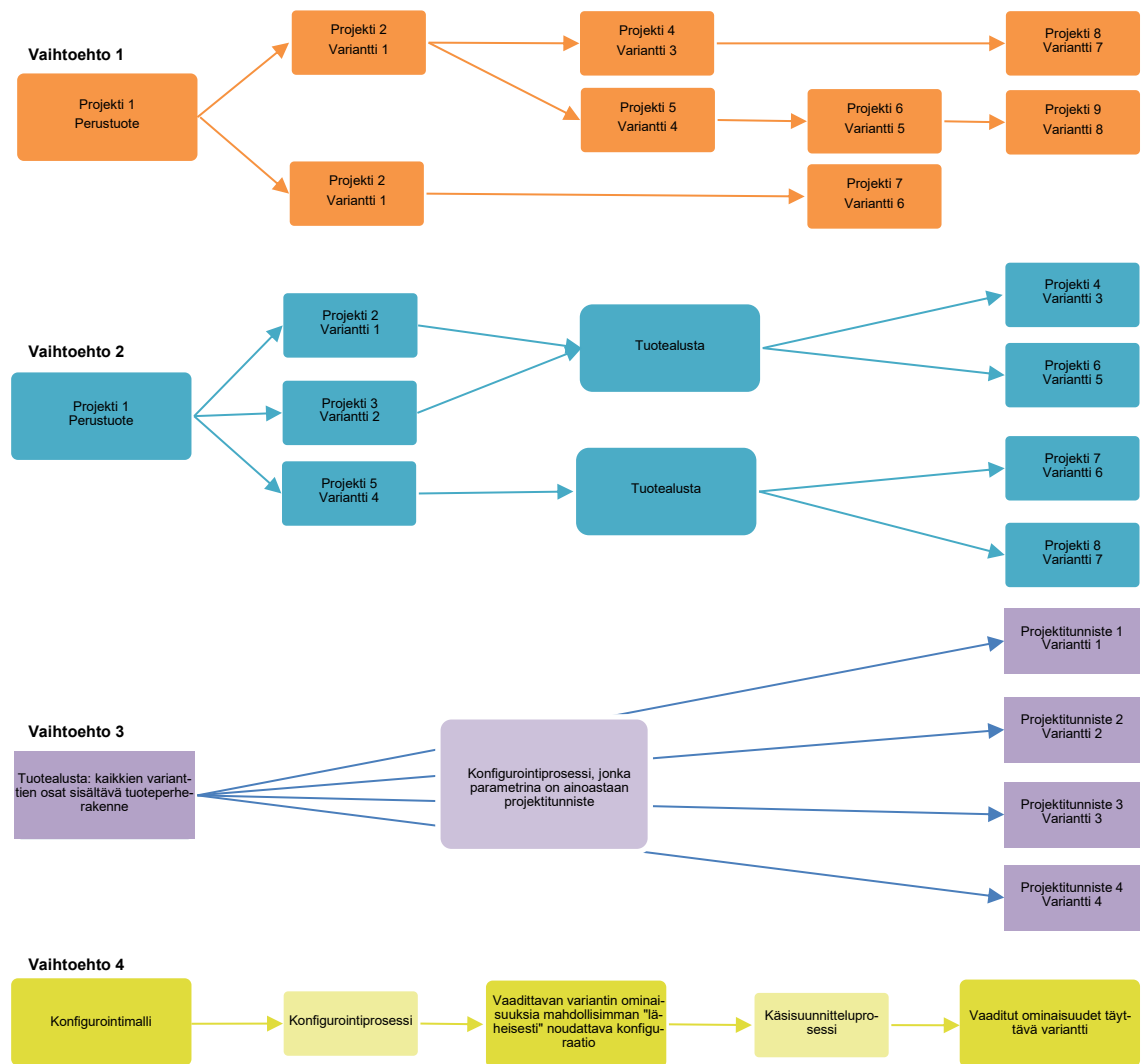 Vaihtoehto 1
Projekti 1
Perustuote
Projekti 2
Variantti 1
Projekti 4
Variantti 3
Projekti 8
Variantti 7
Projekti 5
Variantti 4
Projekti 6
Variantti 5
Projekti 9
Variantti 8
Projekti 2
Variantti 1
Projekti 7
Variantti 6
Vaihtoehto 2
Projekti 1
Perustuote
Projekti 2
Variantti 1
Projekti 3
Variantti 2
Projekti 5
Variantti 4
Tuotealusta
Tuotealusta
Projekti 4
Variantti 3
Projekti 6
Variantti 5
Projekti 7
Variantti 6
Projekti 8
Variantti 7
Vaihtoehto 3
Tuotealusta: kaikkien variant-
tien osat sisältävä tuoteperhe-
rakenne
Konfigurointiprosessi, jonka
parametrina on ainoastaan
projektitunniste
Projektitunniste 1
Variantti 1
Projektitunniste 2
Variantti 2
Projektitunniste 3
Variantti 3
Projektitunniste 4
Variantti 4
Vaihtoehto 4
Konfigurointimalli
Konfigurointiprosessi
Vaadittavan variantin ominai-
suuksia mahdollisimman "lä-
heisesti" noudattava konfigu-
raatio
Käsisuunnittelupro-
sessi
Vaaditut ominaisuudet täyt-
tävä variantti